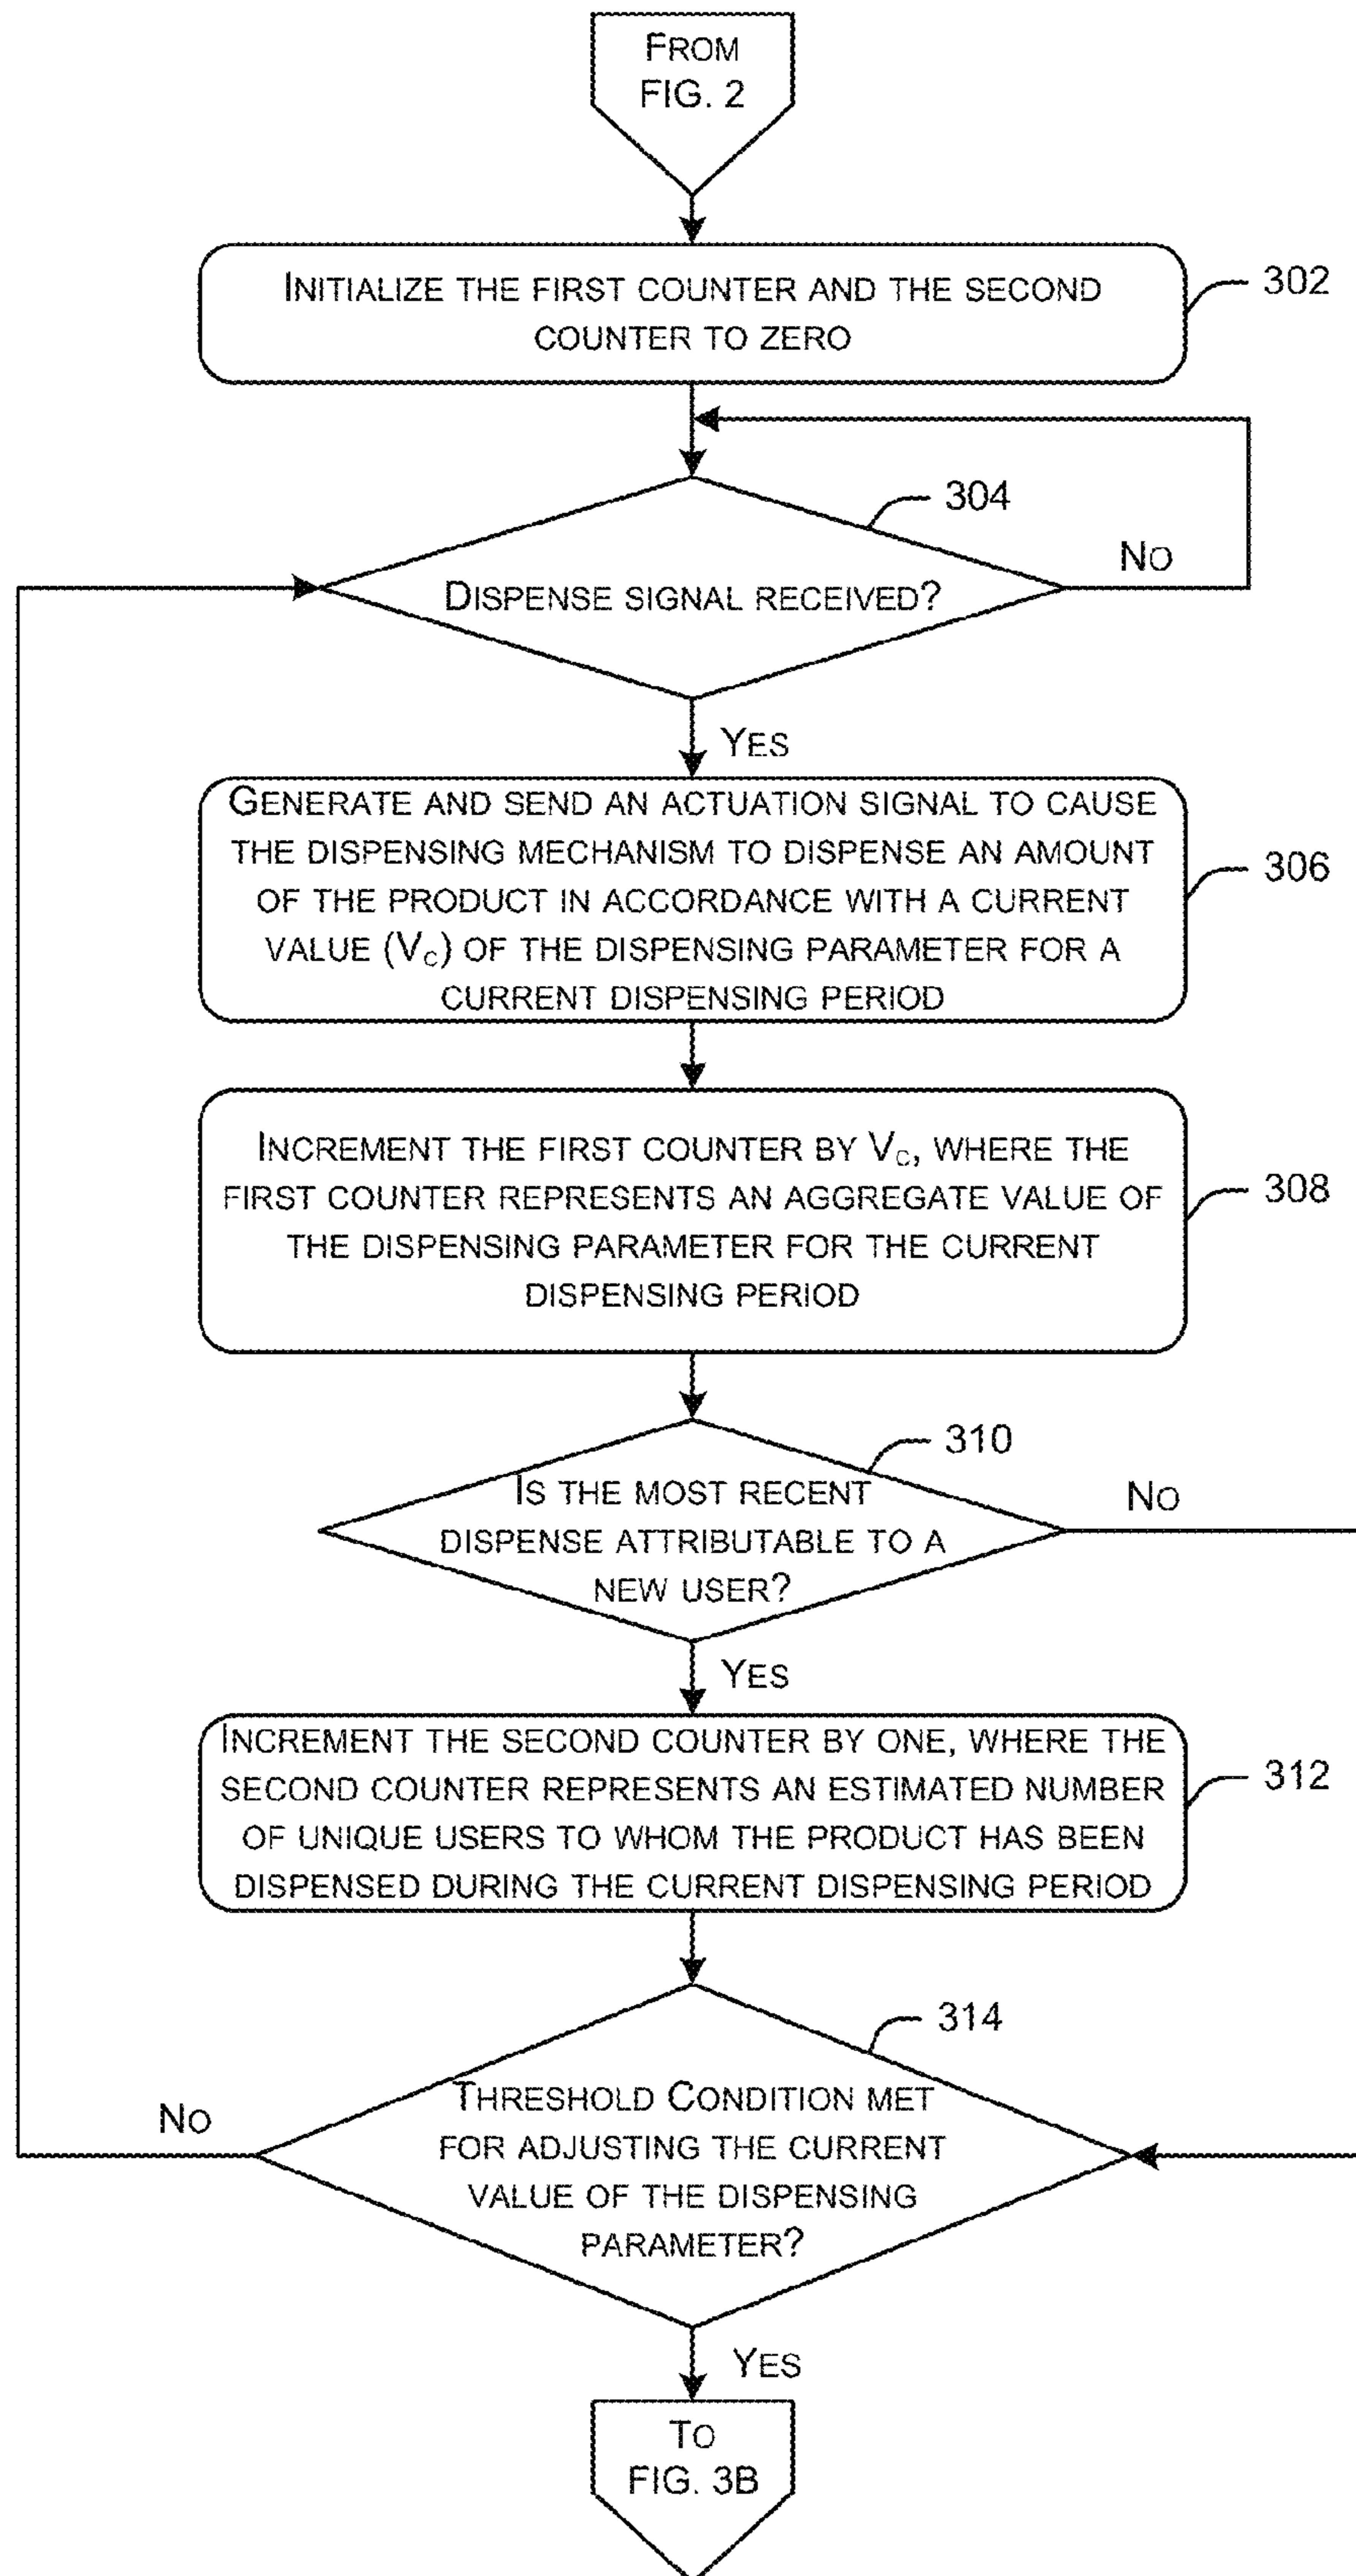 FROM
FIG. 2
INITIALIZE THE FIRST COUNTER AND THE SECOND
COUNTER TO ZERO
302
304
NO
DISPENSE SIGNAL RECEIVED?
YES
GENERATE AND SEND AN ACTUATION SIGNAL TO CAUSE
THE DISPENSING MECHANISM TO DISPENSE AN AMOUNT
OF THE PRODUCT IN ACCORDANCE WITH A CURRENT
VALUE (VC) OF THE DISPENSING PARAMETER FOR A
CURRENT DISPENSING PERIOD
306
INCREMENT THE FIRST COUNTER BY VC, WHERE THE
FIRST COUNTER REPRESENTS AN AGGREGATE VALUE OF
THE DISPENSING PARAMETER FOR THE CURRENT
DISPENSING PERIOD
308
310
IS THE MOST RECENT
DISPENSE ATTRIBUTABLE TO A
NEW USER?
NO
YES
INCREMENT THE SECOND COUNTER BY ONE, WHERE THE
SECOND COUNTER REPRESENTS AN ESTIMATED NUMBER
OF UNIQUE USERS TO WHOM THE PRODUCT HAS BEEN
DISPENSED DURING THE CURRENT DISPENSING PERIOD
312
314
THRESHOLD CONDITION MET
FOR ADJUSTING THE CURRENT
VALUE OF THE DISPENSING
PARAMETER?
NO
YES
TO
FIG. 3B